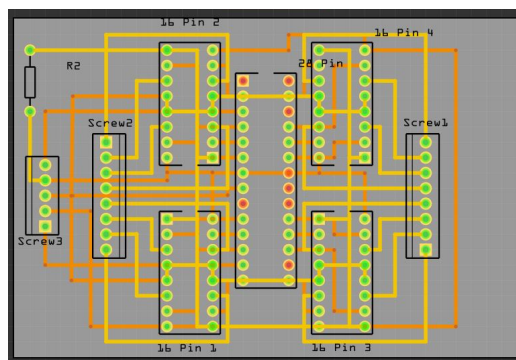 16 Pin 2
16 Pin 4
R2
28 Pin
Screw2
Screw1
Screw3
16 Pin 1
16 Pin 3